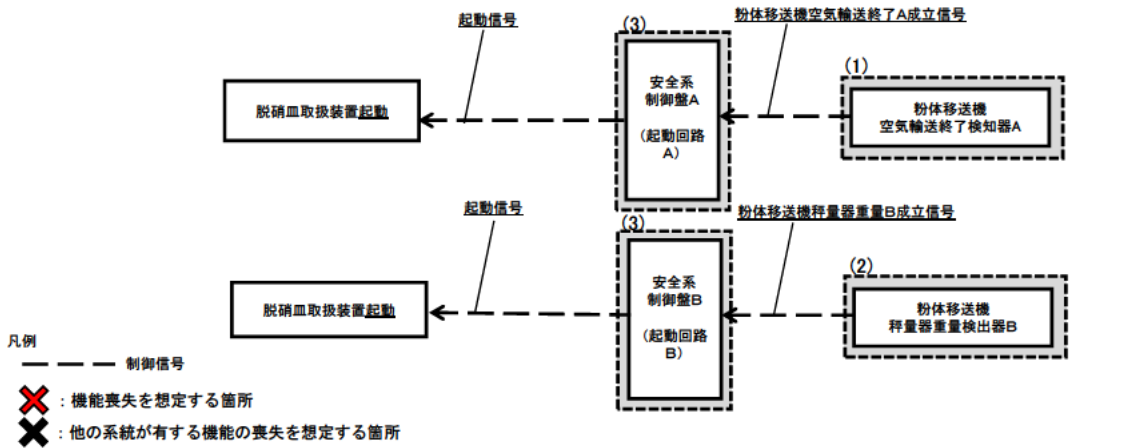 起動信号
(3)
粉体移送機空気輸送終了A成立信号
(1)
脱硝皿取扱装置起動
安全系
制御盤A
(起動回路
A)
粉体移送機
空気輸送終了検知器A
起動信号
(3)
粉体移送機秤量器重量B成立信号
(2)
脱硝皿取扱装置起動
安全系
制御盤B
(起動回路
B)
粉体移送機
秤量器重量検出器B
凡例
制御信号
：機能喪失を想定する箇所
：他の系統が有する機能の喪失を想定する箇所